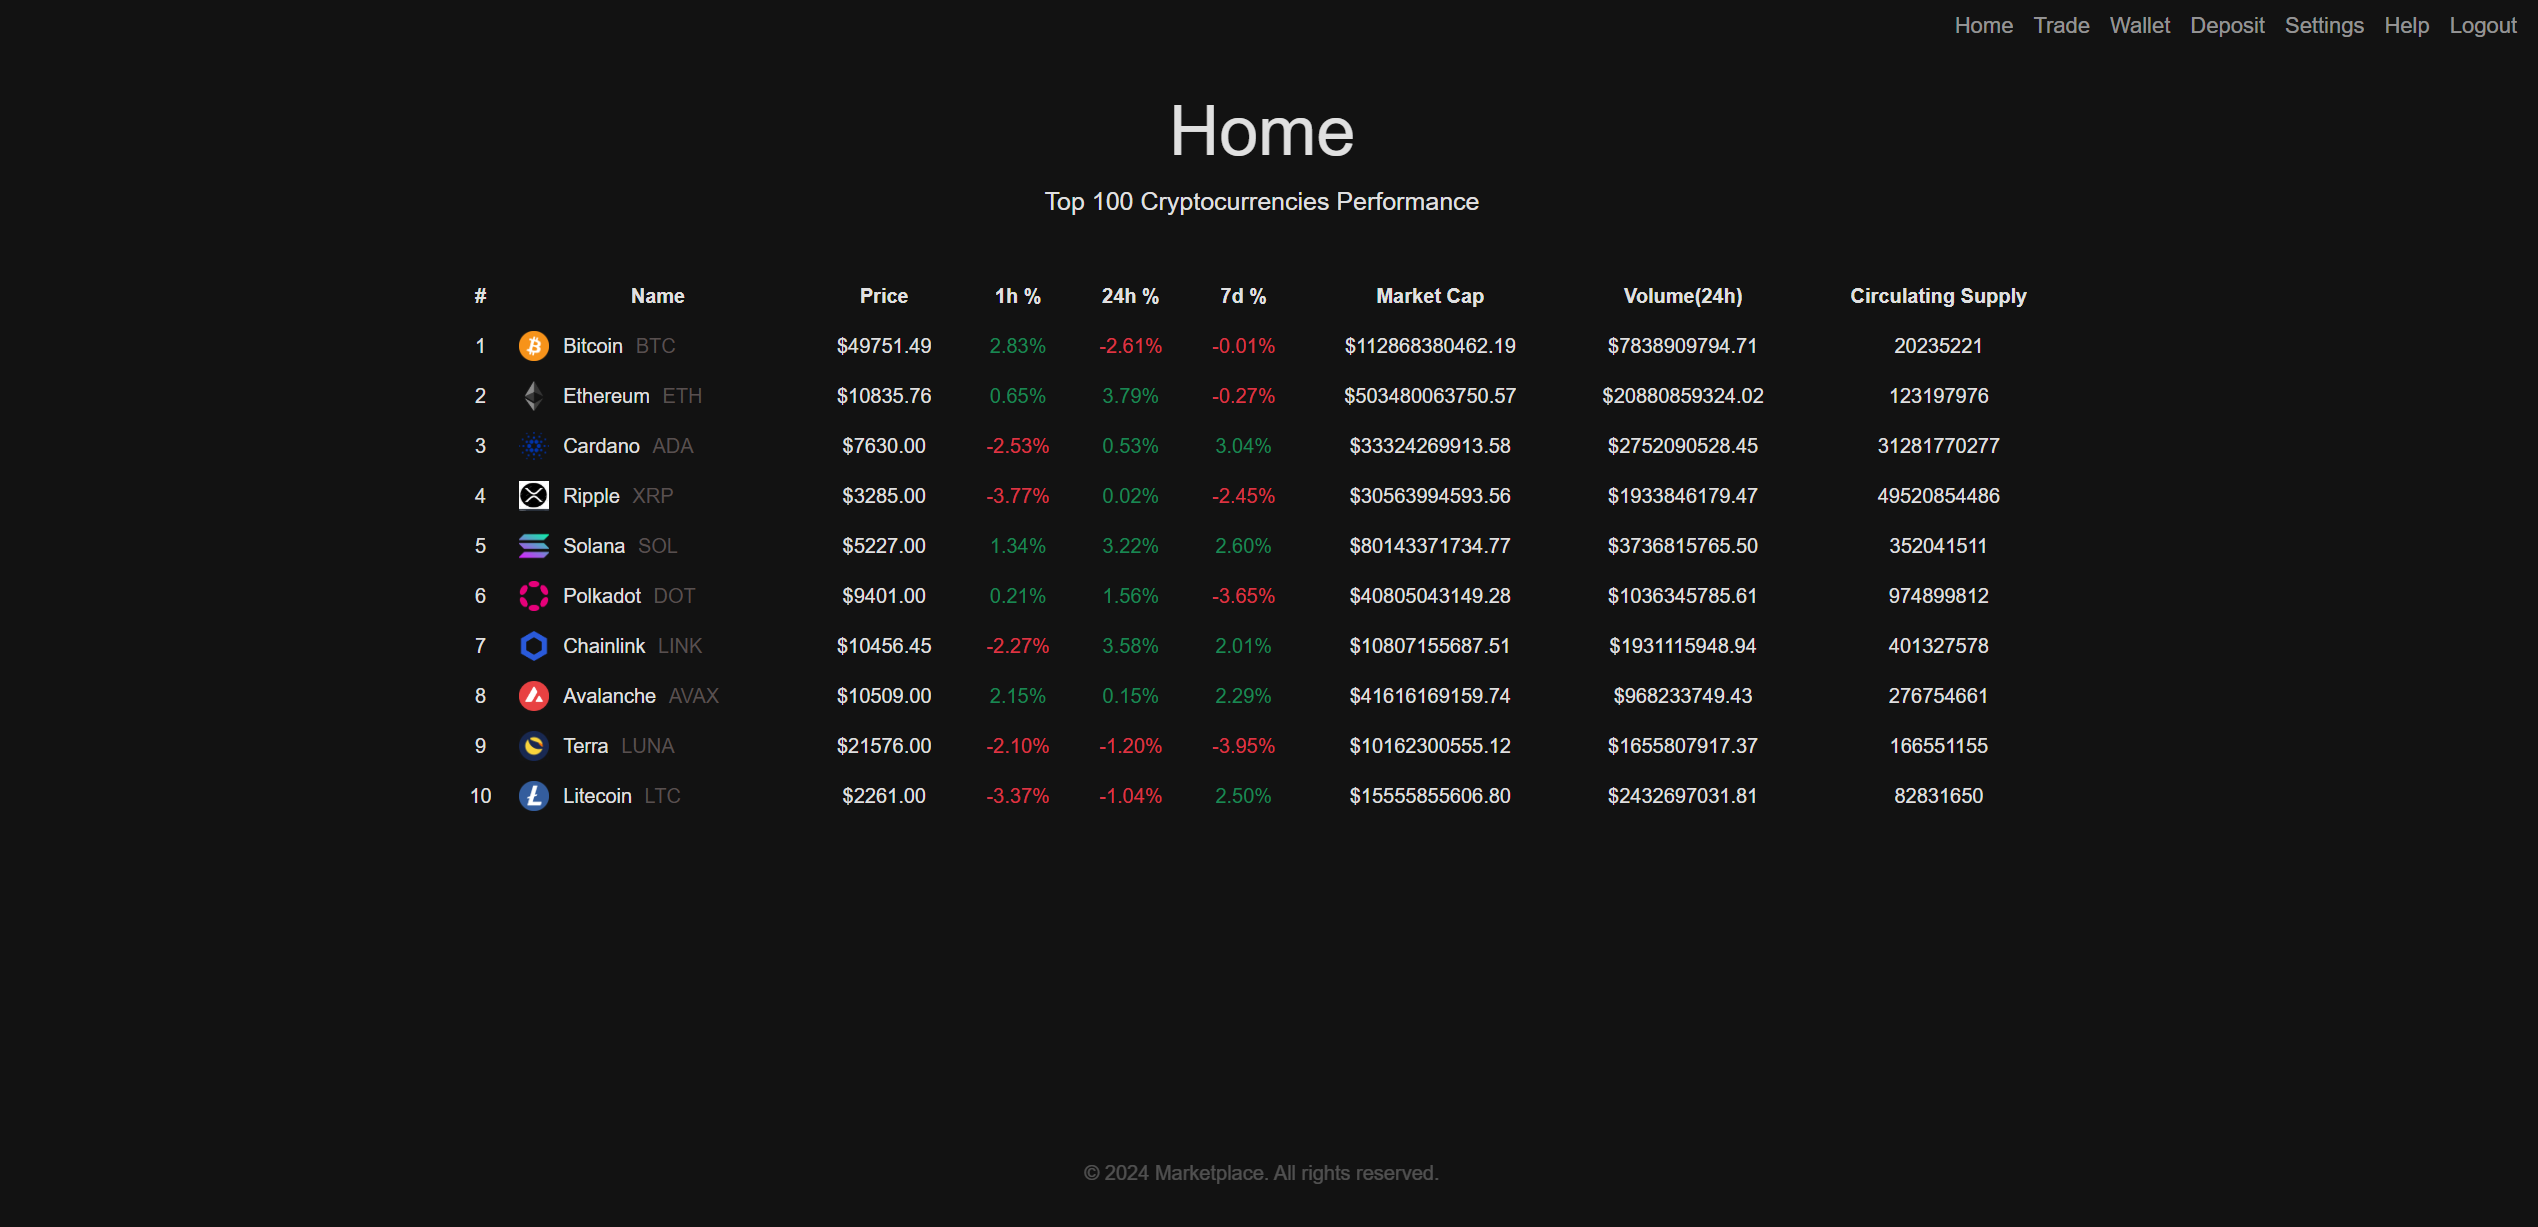 Home Trade Wallet Deposit Settings Help Logout
Home
Top 100 Cryptocurrencies Performance
# Name Price 1h % 24h % 7d % Market Cap Volume(24h) Circulating Supply
1 Bitcoin BTC $49751.49 2.83% -2.61% -0.01% $112868380462.19 $7838909794.71 20235221
2 Ethereum ETH $10835.76 0.65% 3.79% -0.27% $503480063750.57 $20880859324.02 123197976
3 Cardano ADA $7630.00 -2.53% 0.53% 3.04% $33324269913.58 $2752090528.45 31281770277
4 Ripple XRP $3285.00 -3.77% 0.02% -2.45% $30563994593.56 $1933846179.47 49520854486
5 Solana SOL $5227.00 1.34% 3.22% 2.60% $80143371734.77 $3736815765.50 352041511
6 Polkadot DOT $9401.00 0.21% 1.56% -3.65% $40805043149.28 $1036345785.61 974899812
7 Chainlink LINK $10456.45 -2.27% 3.58% 2.01% $10807155687.51 $1931115948.94 401327578
8 Avalanche AVAX $10509.00 2.15% 0.15% 2.29% $41616169159.74 $968233749.43 276754661
9 Terra LUNA $21576.00 -2.10% -1.20% -3.95% $10162300555.12 $1655807917.37 166551155
10 Litecoin LTC $2261.00 -3.37% -1.04% 2.50% $15555855606.80 $2432697031.81 82831650
© 2024 Marketplace. All rights reserved.